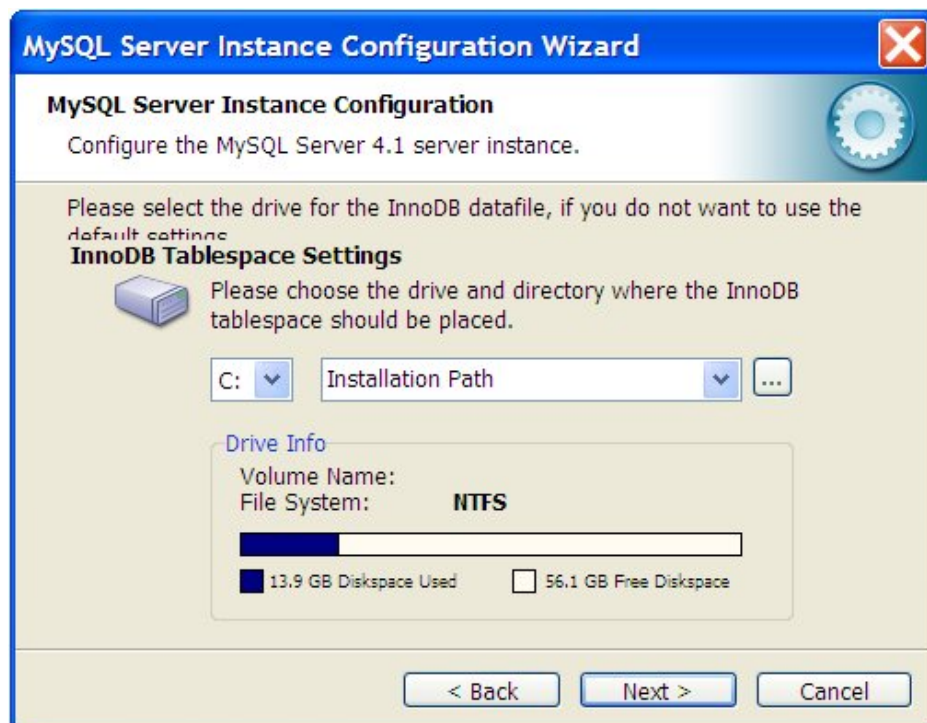 MySQL Server Instance Configuration Wizard
MySQL Server Instance Configuration
Configure the MySQL Server 4.1 server instance.
Please select the drive for the InnoDB datafile, if you do not want to use the
default settings.
InnoDB Tablespace Settings
Please choose the drive and directory where the InnoDB
tablespace should be placed.
C: Installation Path ...
Drive Info
Volume Name:
File System: NTFS
13.9 GB Diskspace Used 56.1 GB Free Diskspace
< Back Next > Cancel